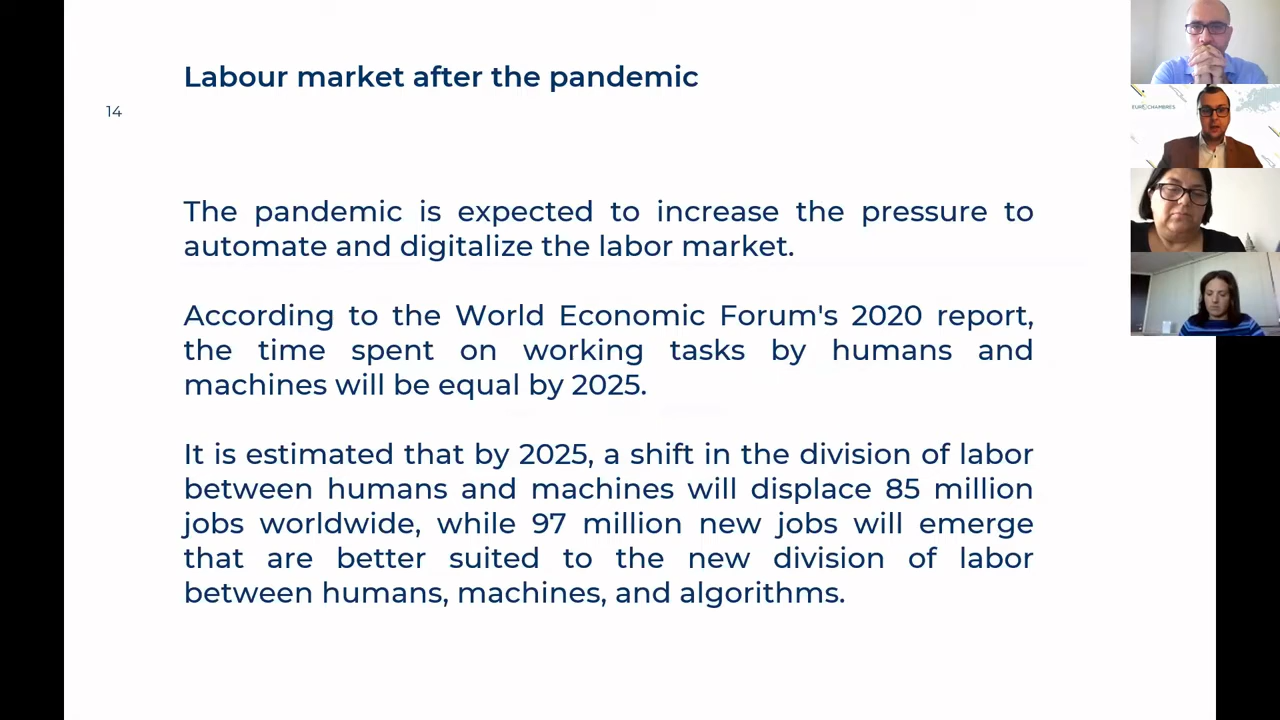 Labour market after the pandemic
14
The pandemic is expected to increase the pressure to
automate and digitalize the labor market.
According to the World Economic Forum's 2020 report,
the time spent on working tasks by humans and
machines will be equal by 2025.
It is estimated that by 2025, a shift in the division of labor
between humans and machines will displace 85 million
jobs worldwide, while 97 million new jobs will emerge
that are better suited to the new division of labor
between humans, machines, and algorithms.
EUROCHAMBRES